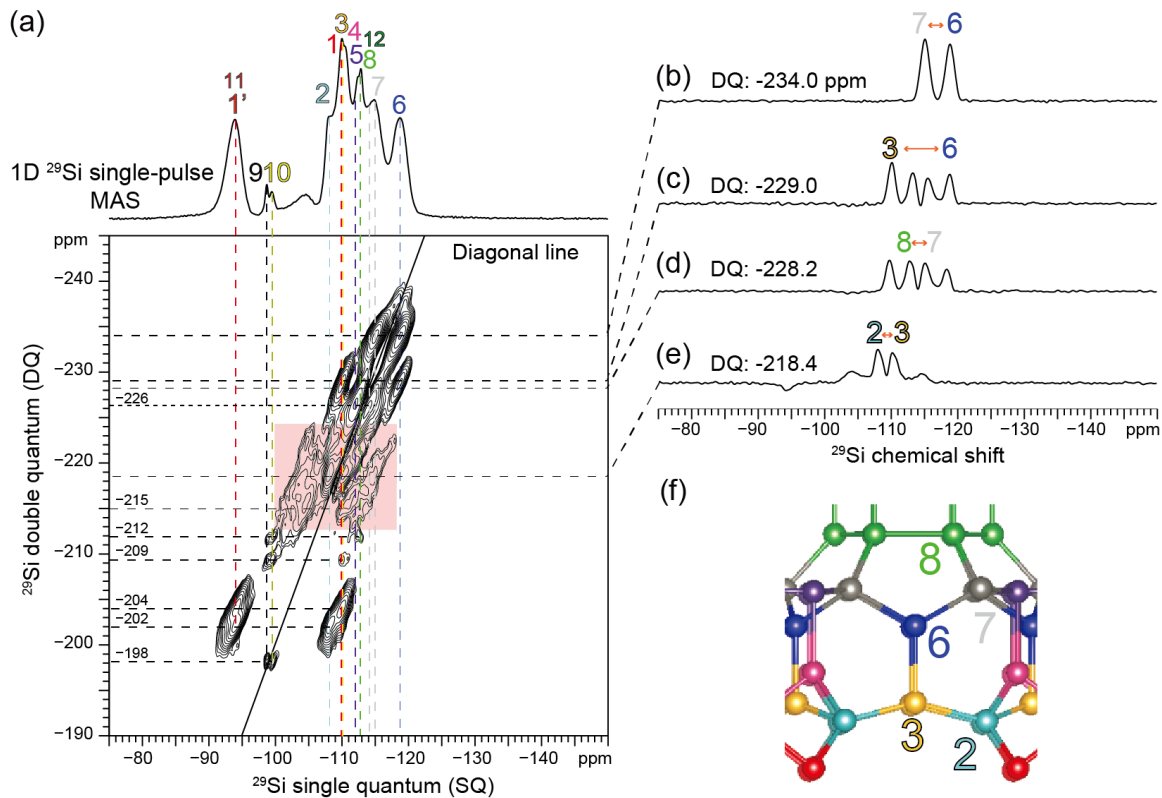 (a)
3
1 4 12
5 8
2 7
11
1’
6
9 10
1D ²⁹Si single-pulse
MAS
ppm
Diagonal line
−240
−230
−226
−220
−215
−212
−210
−209
−204
−202
−200
−198
−190
²⁹Si double quantum (DQ)
−90 −100 −110 −120 −130 −140 ppm
²⁹Si single quantum (SQ)
(b) DQ: -234.0 ppm
7 ↔ 6
(c) DQ: -229.0
3 ↔ 6
(d) DQ: -228.2
8 ↔ 7
(e) DQ: -218.4
2 ↔ 3
−80 −90 −100 −110 −120 −130 −140 ppm
²⁹Si chemical shift
(f)
8
6 7
3 2